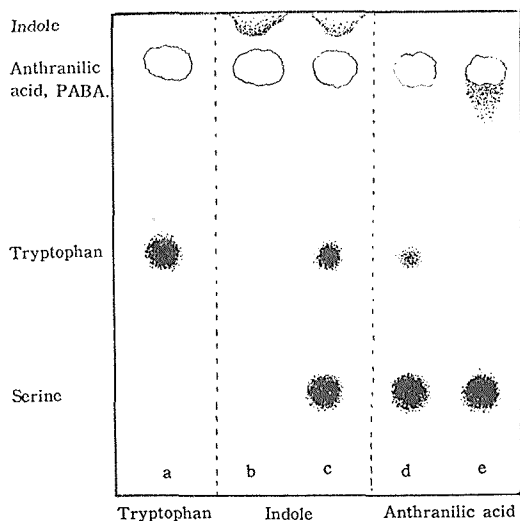 Indole
Anthranilic
acid, PABA.
Tryptophan
Serine
a b c d e
Tryptophan Indole Anthranilic acid